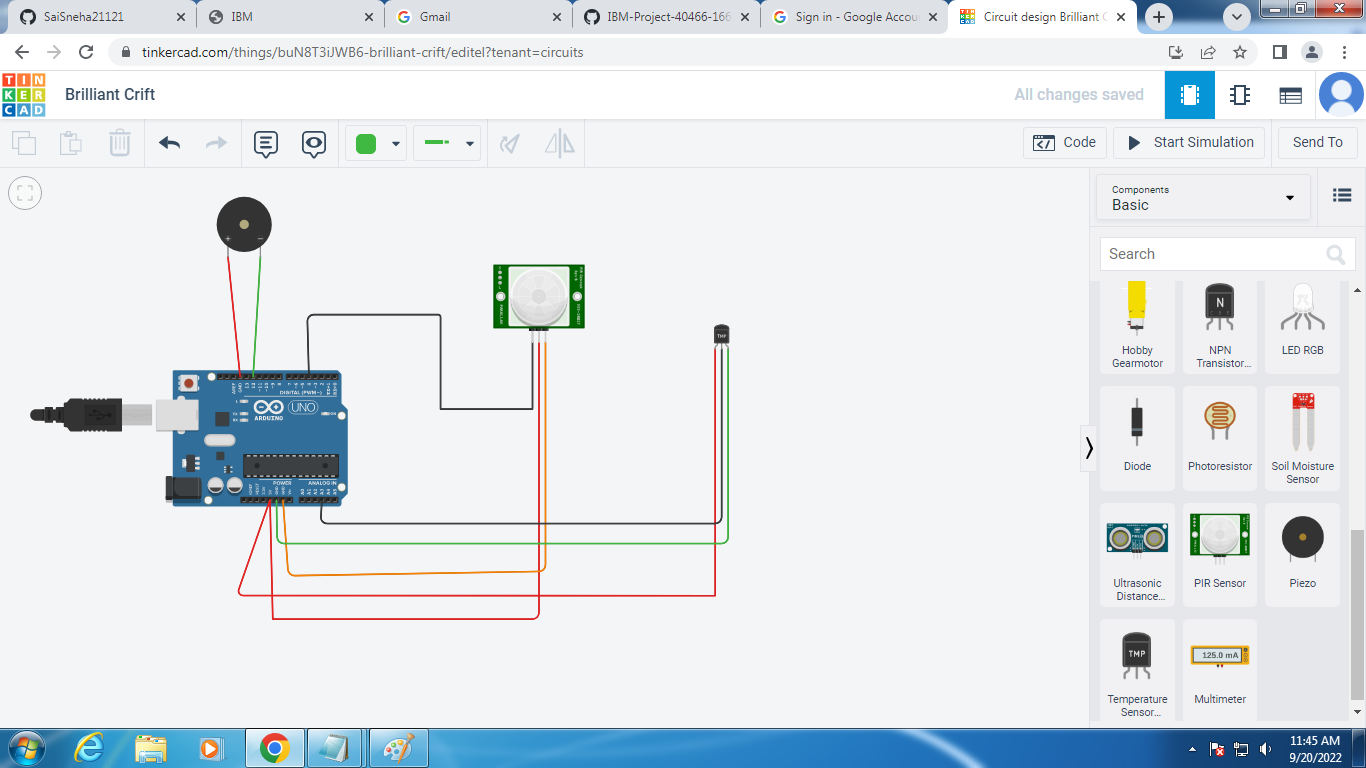 SaiSneha21121
IBM
Gmail
IBM-Project-40466-166
Sign in - Google Accou
Circuit design Brilliant C
tinkercad.com/things/buN8T3iJWB6-brilliant-crift/editel?tenant=circuits
TIN
KER
CAD
Brilliant Crift
All changes saved
Code
Start Simulation
Send To
Components
Basic
Search
TMP
DIGITAL (PWM~)
UNO
ARDUINO
POWER
ANALOG IN
Hobby
Gearmotor
N
NPN
Transistor...
LED RGB
Diode
Photoresistor
Soil Moisture
Sensor
Ultrasonic
Distance...
PIR Sensor
Piezo
TMP
Temperature
Sensor...
125.0 mA
Multimeter
11:45 AM
9/20/2022